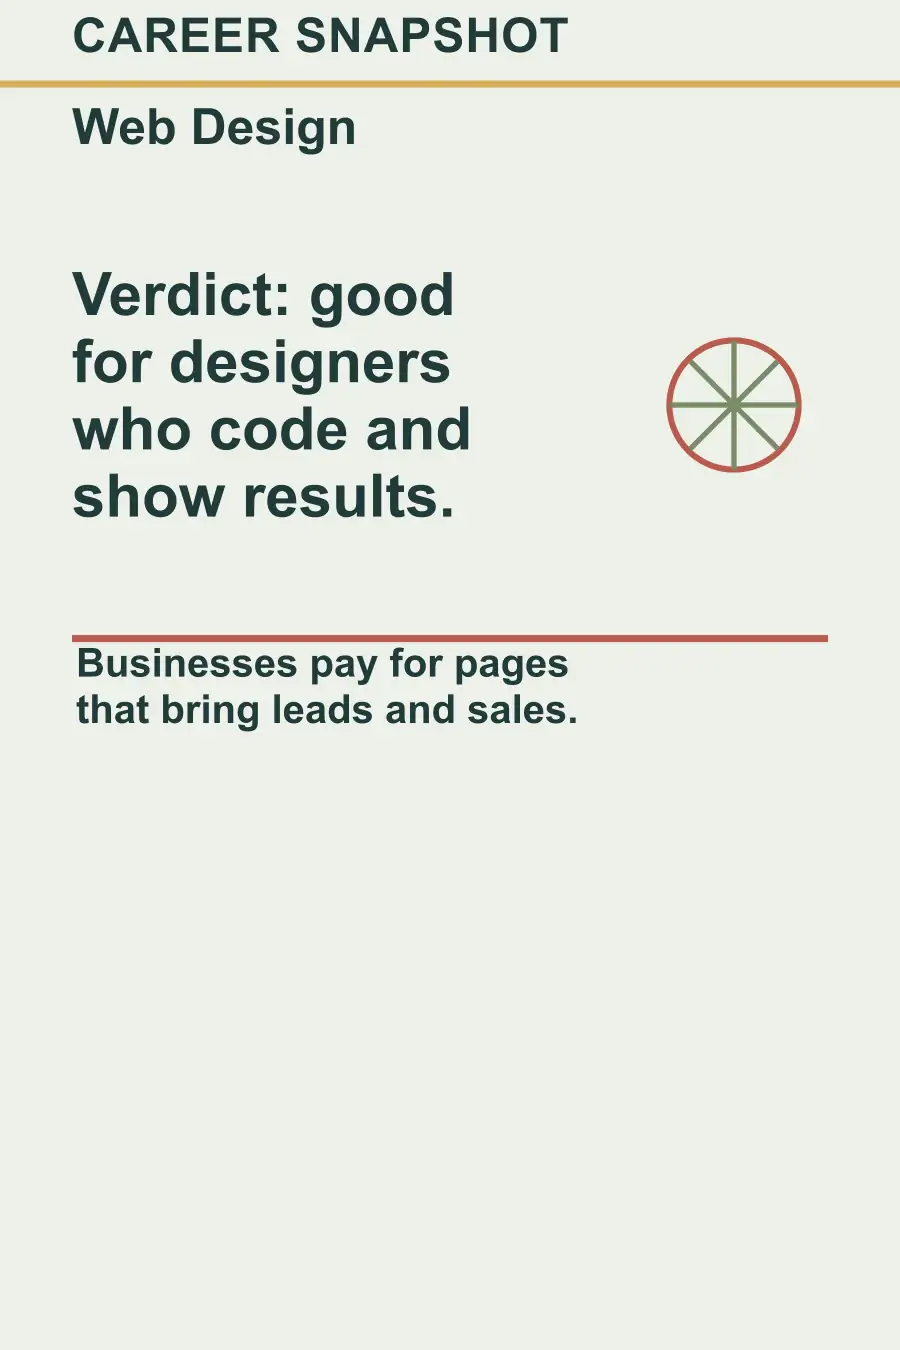 CAREER SNAPSHOT
Web Design
Verdict: good
for designers
who code and
show results.
Businesses pay for pages
that bring leads and sales.